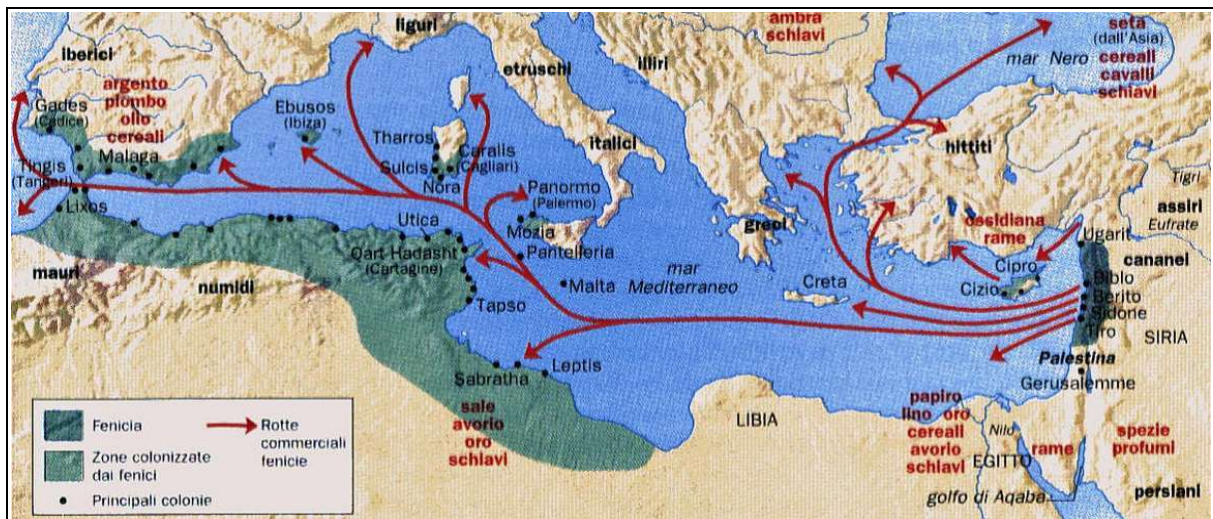 liguri
ambra
schiavi
seta
(dall'Asia)
iberici
mar Nero
cereali
cavalli
schiavi
etruschi
illiri
argento
piombo
olio
cereali
Gades
(Cadice)
Ebusos
(Ibiza)
Tharros
Caralis
(Cagliari)
italici
hittiti
Tingis
(Tangeri)
Malaga
Sulcis
Nora
Panormo
(Palermo)
Tigri
assiri
Eufrate
Lixos
Utica
Mozia
greci
ossidiana
rame
Ugarit
Qart Hadasht
(Cartagine)
Pantelleria
Cipro
cananei
mauri
numidi
Malta
mar
Mediterraneo
Creta
Cizio
Biblo
Berito
Sidone
Tiro
SIRIA
Tapso
Sabratha
Leptis
Palestina
Gerusalemme
sale
avorio
oro
schiavi
LIBIA
papiro
lino oro
cereali
avorio
schiavi
Nilo
EGITTO
rame
spezie
profumi
golfo di Aqaba
persiani
Fenicia
Rotte
commerciali
fenicie
Zone colonizzate
dai fenici
Principali colonie